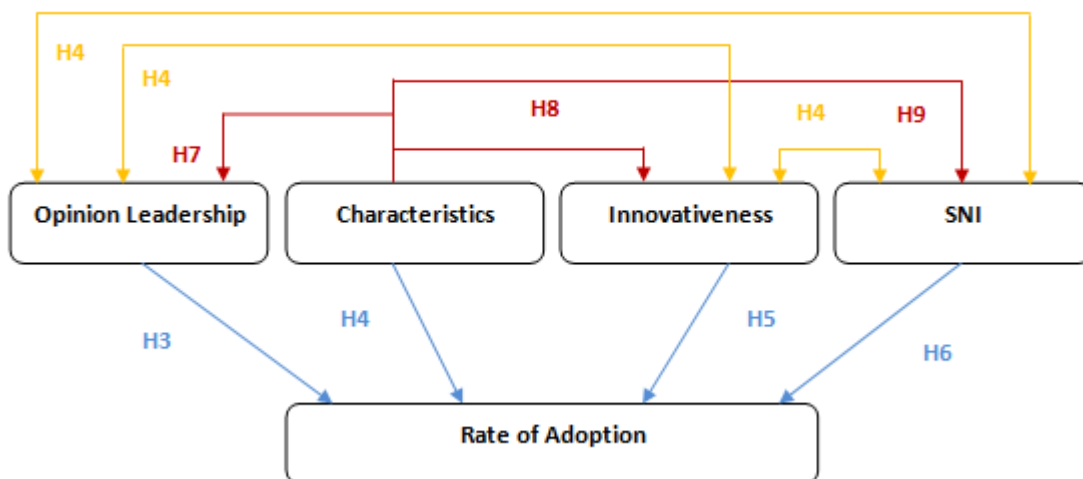 H4
H4
H8
H4
H9
H7
Opinion Leadership
Characteristics
Innovativeness
SNI
H3
H4
H5
H6
Rate of Adoption